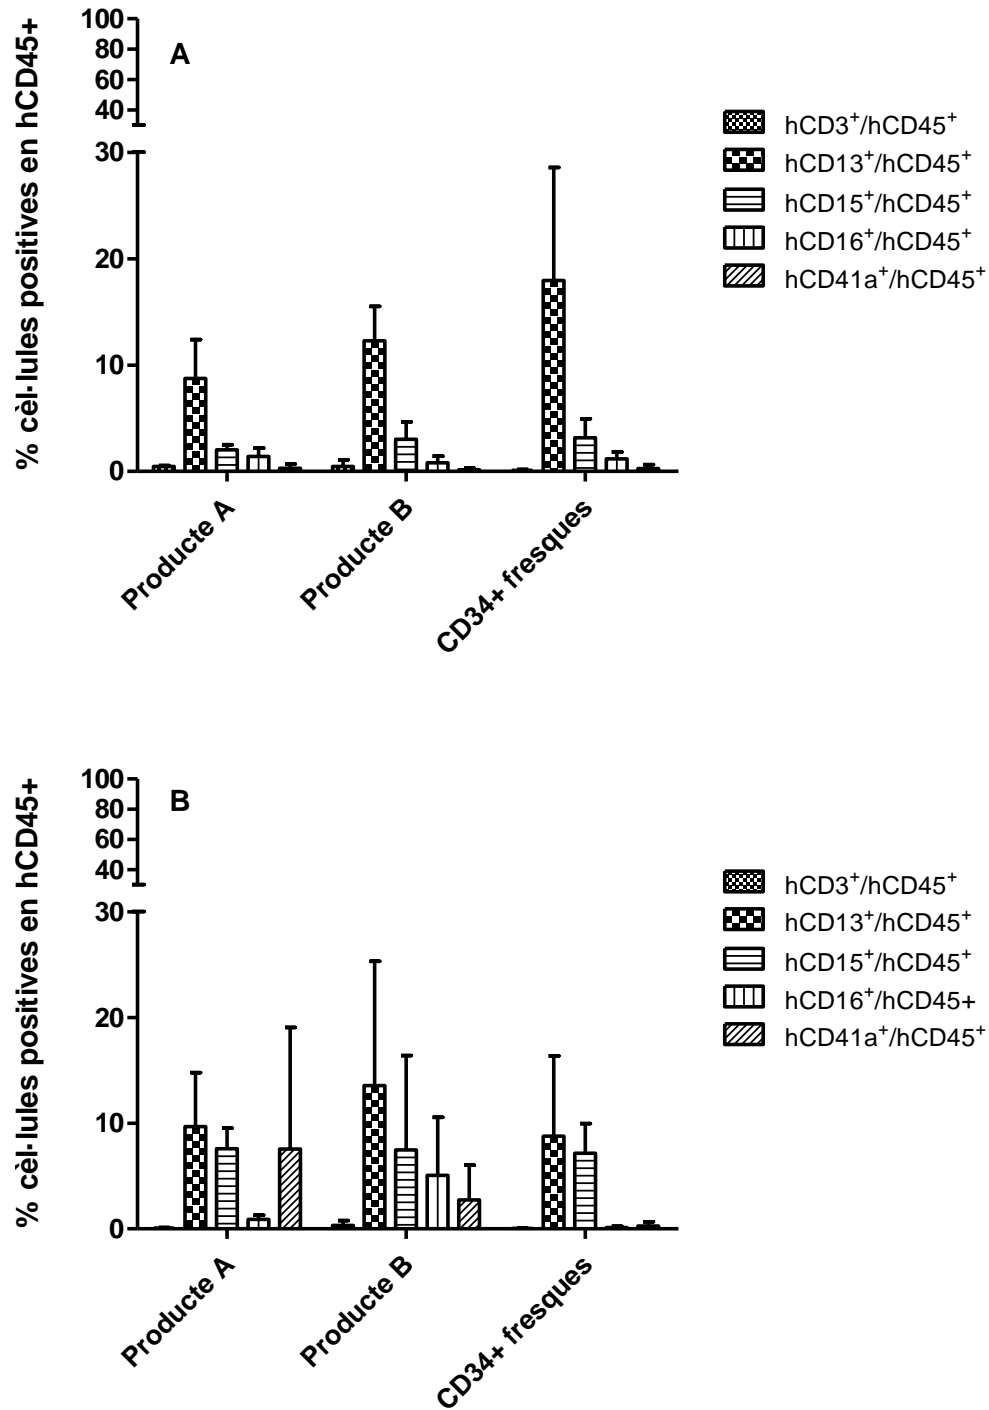 % cèl·lules positives en hCD45+
100
80
60
40
30
20
10
0
A
Producte A
Producte B
CD34+ fresques
hCD3⁺/hCD45⁺
hCD13⁺/hCD45⁺
hCD15⁺/hCD45⁺
hCD16⁺/hCD45⁺
hCD41a⁺/hCD45⁺
% cèl·lules positives en hCD45+
100
80
60
40
30
20
10
0
B
Producte A
Producte B
CD34+ fresques
hCD3⁺/hCD45⁺
hCD13⁺/hCD45⁺
hCD15⁺/hCD45⁺
hCD16⁺/hCD45+
hCD41a⁺/hCD45⁺